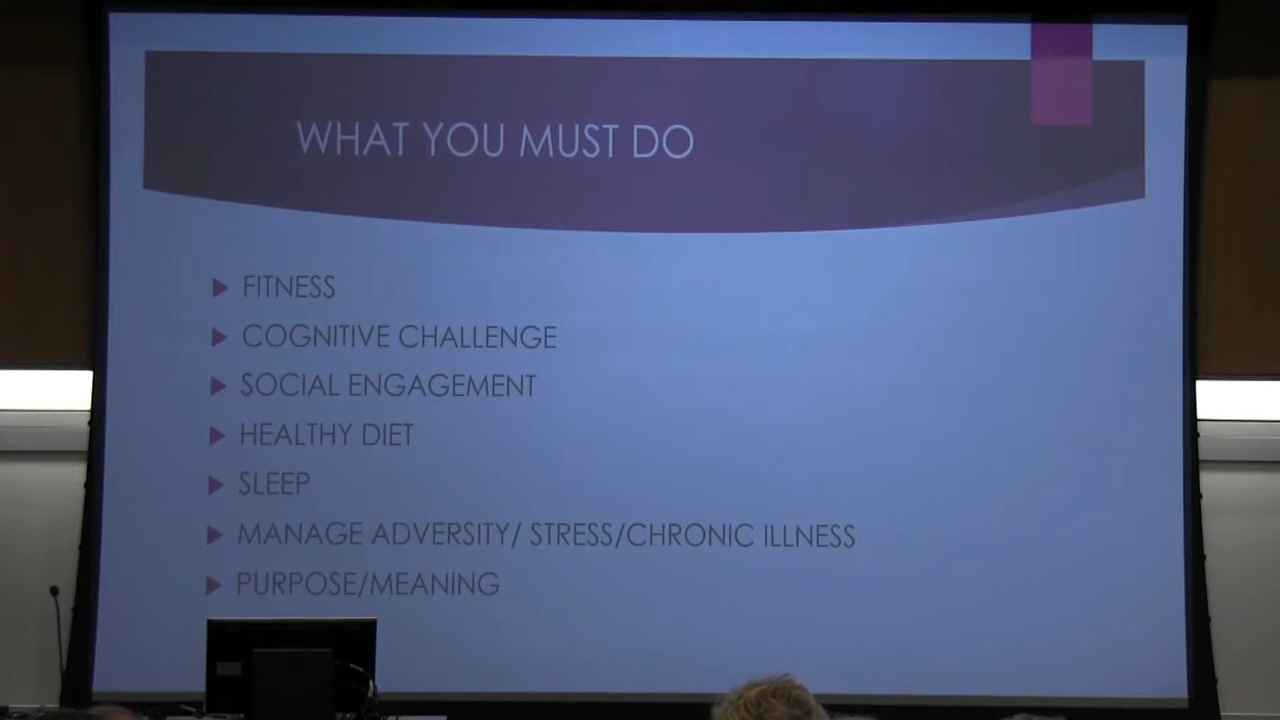 WHAT YOU MUST DO
FITNESS
COGNITIVE CHALLENGE
SOCIAL ENGAGEMENT
HEALTHY DIET
SLEEP
MANAGE ADVERSITY/ STRESS/CHRONIC ILLNESS
PURPOSE/MEANING